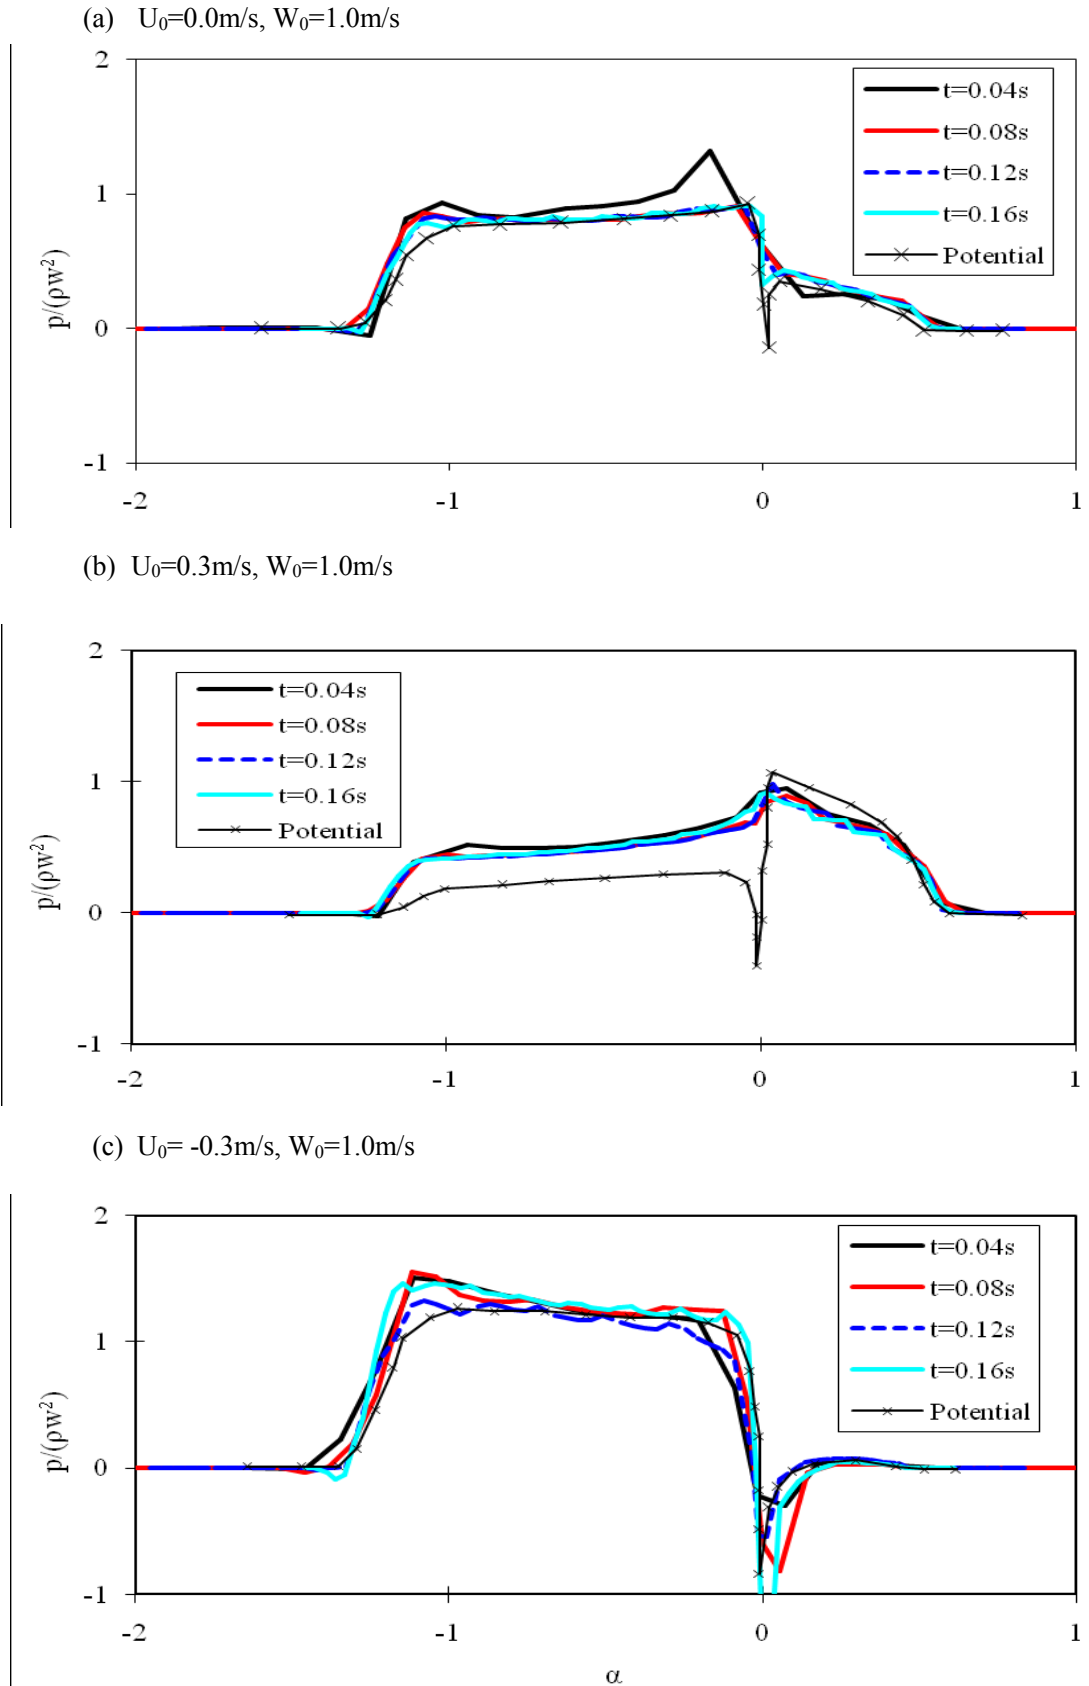 (a) U₀=0.0m/s, W₀=1.0m/s
2
1
0
-1
-2
-1
0
1
p/(ρw²)
t=0.04s
t=0.08s
t=0.12s
t=0.16s
Potential
(b) U₀=0.3m/s, W₀=1.0m/s
2
1
0
-1
-2
-1
0
1
p/(ρw²)
t=0.04s
t=0.08s
t=0.12s
t=0.16s
Potential
(c) U₀= -0.3m/s, W₀=1.0m/s
2
1
0
-1
-2
-1
0
1
p/(ρw²)
t=0.04s
t=0.08s
t=0.12s
t=0.16s
Potential
α